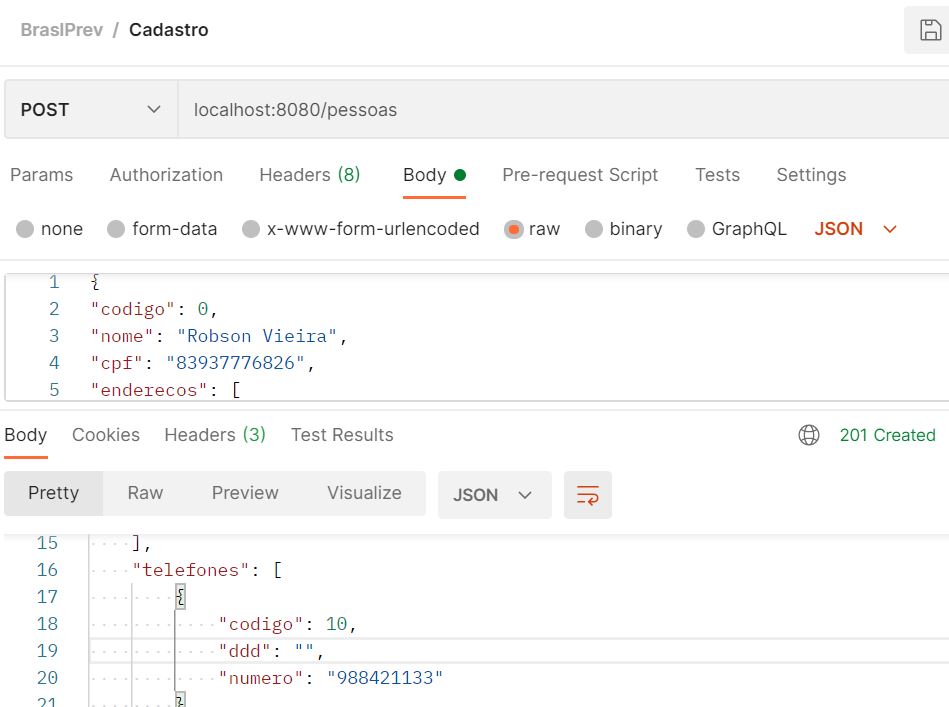 BraslPrev / Cadastro
POST localhost:8080/pessoas
Params Authorization Headers (8) Body Pre-request Script Tests Settings
none form-data x-www-form-urlencoded raw binary GraphQL JSON
1 {
2 "codigo": 0,
3 "nome": "Robson Vieira",
4 "cpf": "83937776826",
5 "enderecos": [
Body Cookies Headers (3) Test Results 201 Created
Pretty Raw Preview Visualize JSON
15 ],
16 "telefones": [
17 {
18 "codigo": 10,
19 "ddd": "",
20 "numero": "988421133"
21 }